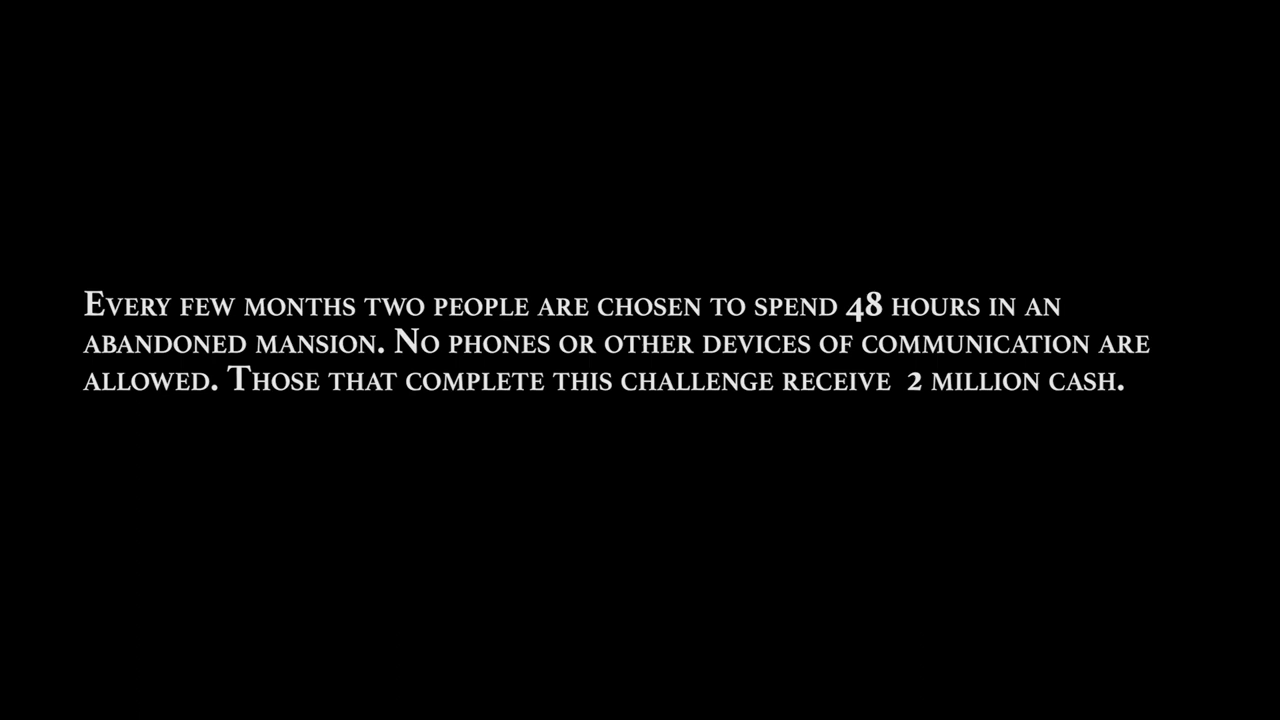 Every few months two people are chosen to spend 48 hours in an
abandoned mansion. No phones or other devices of communication are
allowed. Those that complete this challenge receive  2 million cash.